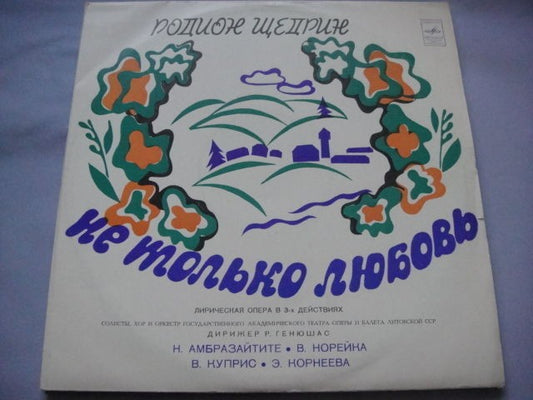 РОДИОН ЩЕДРИН
не только любовь
ЛИРИЧЕСКАЯ ОПЕРА В 3-х ДЕЙСТВИЯХ
СОЛИСТЫ, ХОР И ОРКЕСТР ГОСУДАРСТВЕННОГО АКАДЕМИЧЕСКОГО ТЕАТРА ОПЕРЫ И БАЛЕТА ЛИТОВСКОЙ ССР
ДИРИЖЕР Р. ГЕНЮШАС
Н. АМБРАЗАЙТИТЕ • В. НОРЕЙКА
В. КУПРИС • Э. КОРНЕЕВА